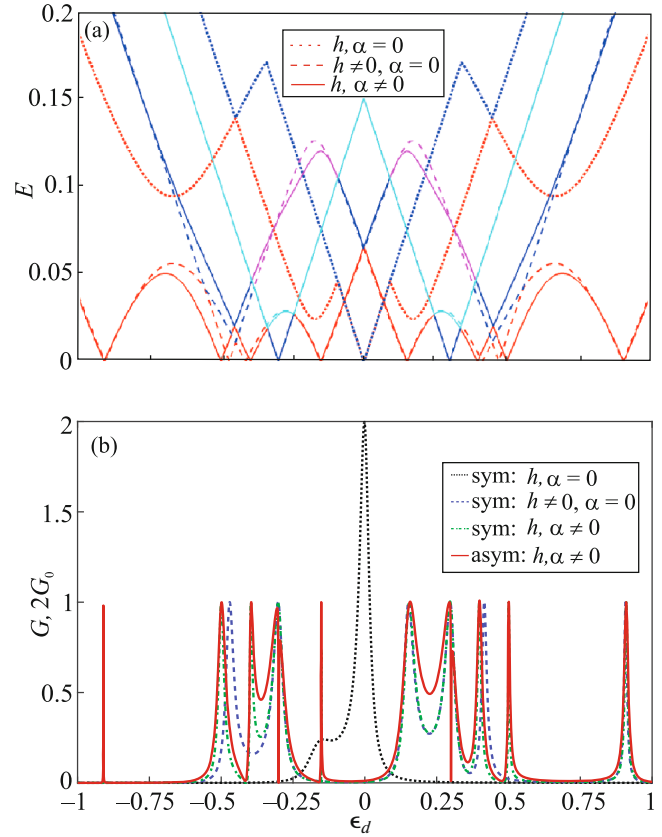 (a)
h, α = 0
h ≠ 0, α = 0
h, α ≠ 0
0.2
0.15
0.1
0.05
0
E
(b)
sym: h, α = 0
sym: h ≠ 0, α = 0
sym: h, α ≠ 0
asym: h, α ≠ 0
2
1.5
1
0.5
0
G, 2G₀
−1 −0.75 −0.5 −0.25 0 0.25 0.5 0.75 1
ϵ_d